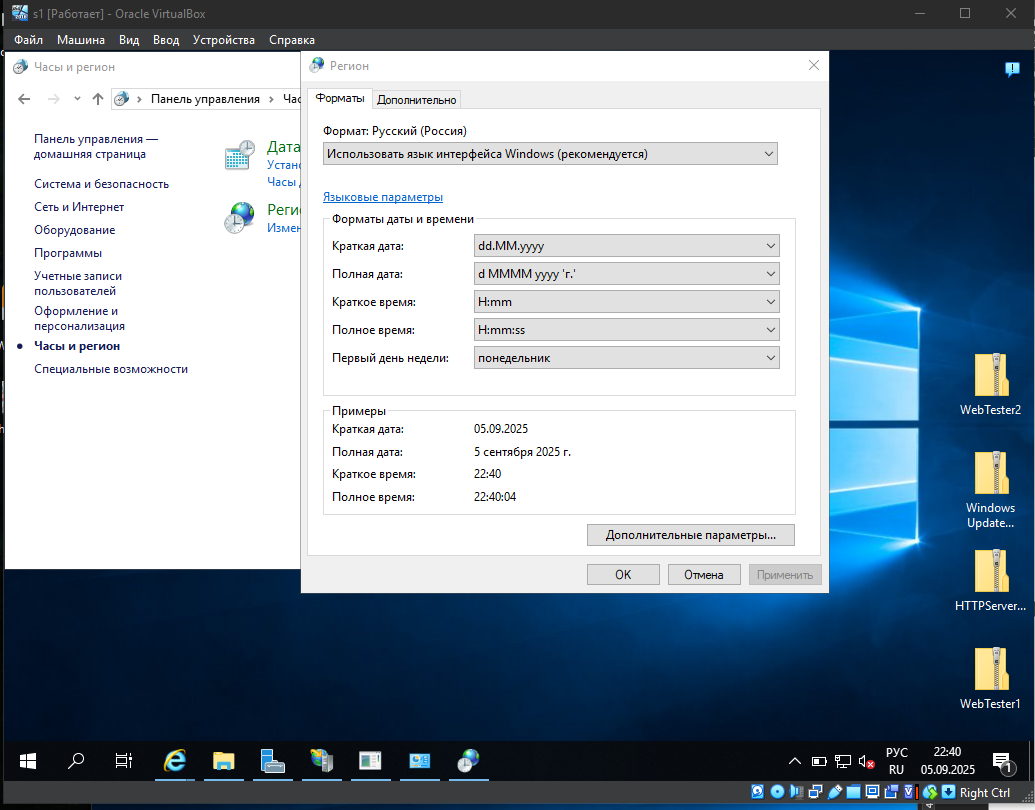 s1 [Работает] - Oracle VirtualBox
Файл Машина Вид Ввод Устройства Справка
Часы и регион
Панель управления Час
Панель управления —
домашняя страница
Система и безопасность
Сеть и Интернет
Оборудование
Программы
Учетные записи
пользователей
Оформление и
персонализация
Часы и регион
Специальные возможности
Дата
Устано
Часы д
Реги
Измен
Регион
Форматы Дополнительно
Формат: Русский (Россия)
Использовать язык интерфейса Windows (рекомендуется)
Языковые параметры
Форматы даты и времени
Краткая дата: dd.MM.yyyy
Полная дата: d MMMM yyyy 'г.'
Краткое время: H:mm
Полное время: H:mm:ss
Первый день недели: понедельник
Примеры
Краткая дата: 05.09.2025
Полная дата: 5 сентября 2025 г.
Краткое время: 22:40
Полное время: 22:40:04
Дополнительные параметры...
ОК Отмена Применить
WebTester2
Windows
Update...
HTTPServer...
WebTester1
РУС
RU
22:40
05.09.2025
1
Right Ctrl